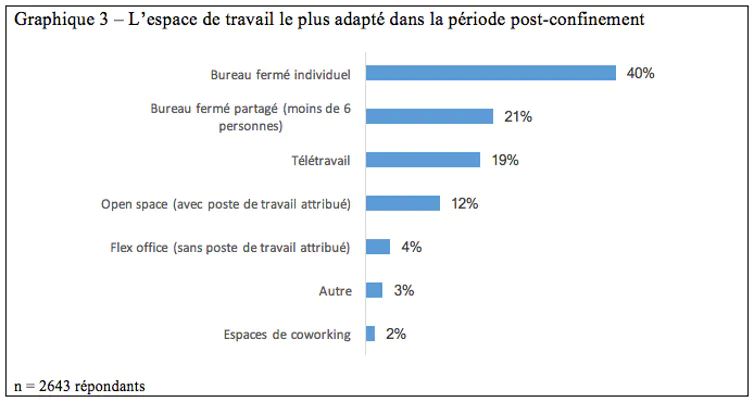 Graphique 3 – L’espace de travail le plus adapté dans la période post-confinement
Bureau fermé individuel 40%
Bureau fermé partagé (moins de 6
personnes) 21%
Télétravail 19%
Open space (avec poste de travail attribué) 12%
Flex office (sans poste de travail attribué) 4%
Autre 3%
Espaces de coworking 2%
n = 2643 répondants